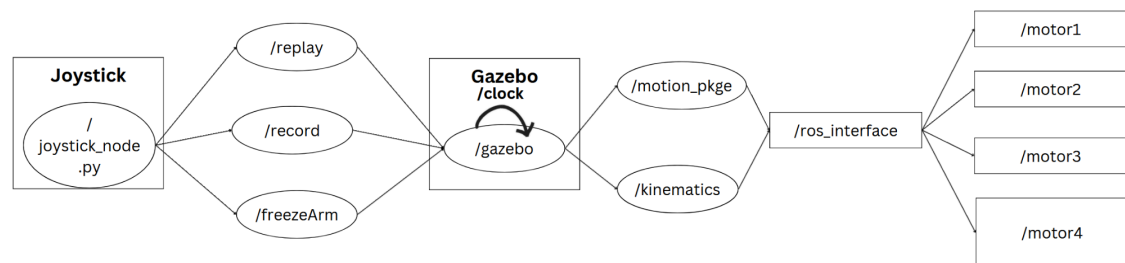 Joystick
/
joystick_node
.py
/replay
/record
/freezeArm
Gazebo
/clock
/gazebo
/motion_pkge
/kinematics
/ros_interface
/motor1
/motor2
/motor3
/motor4